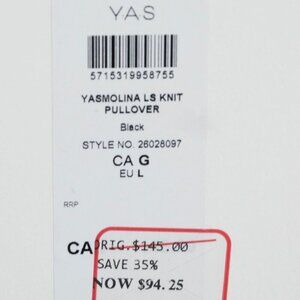 YAS
5715319958755
YASMOLINA LS KNIT
PULLOVER
Black
STYLE NO. 26028097
CA G
EU L
RRP
CA
ORIG. $145.00
SAVE 35%
NOW $94.25